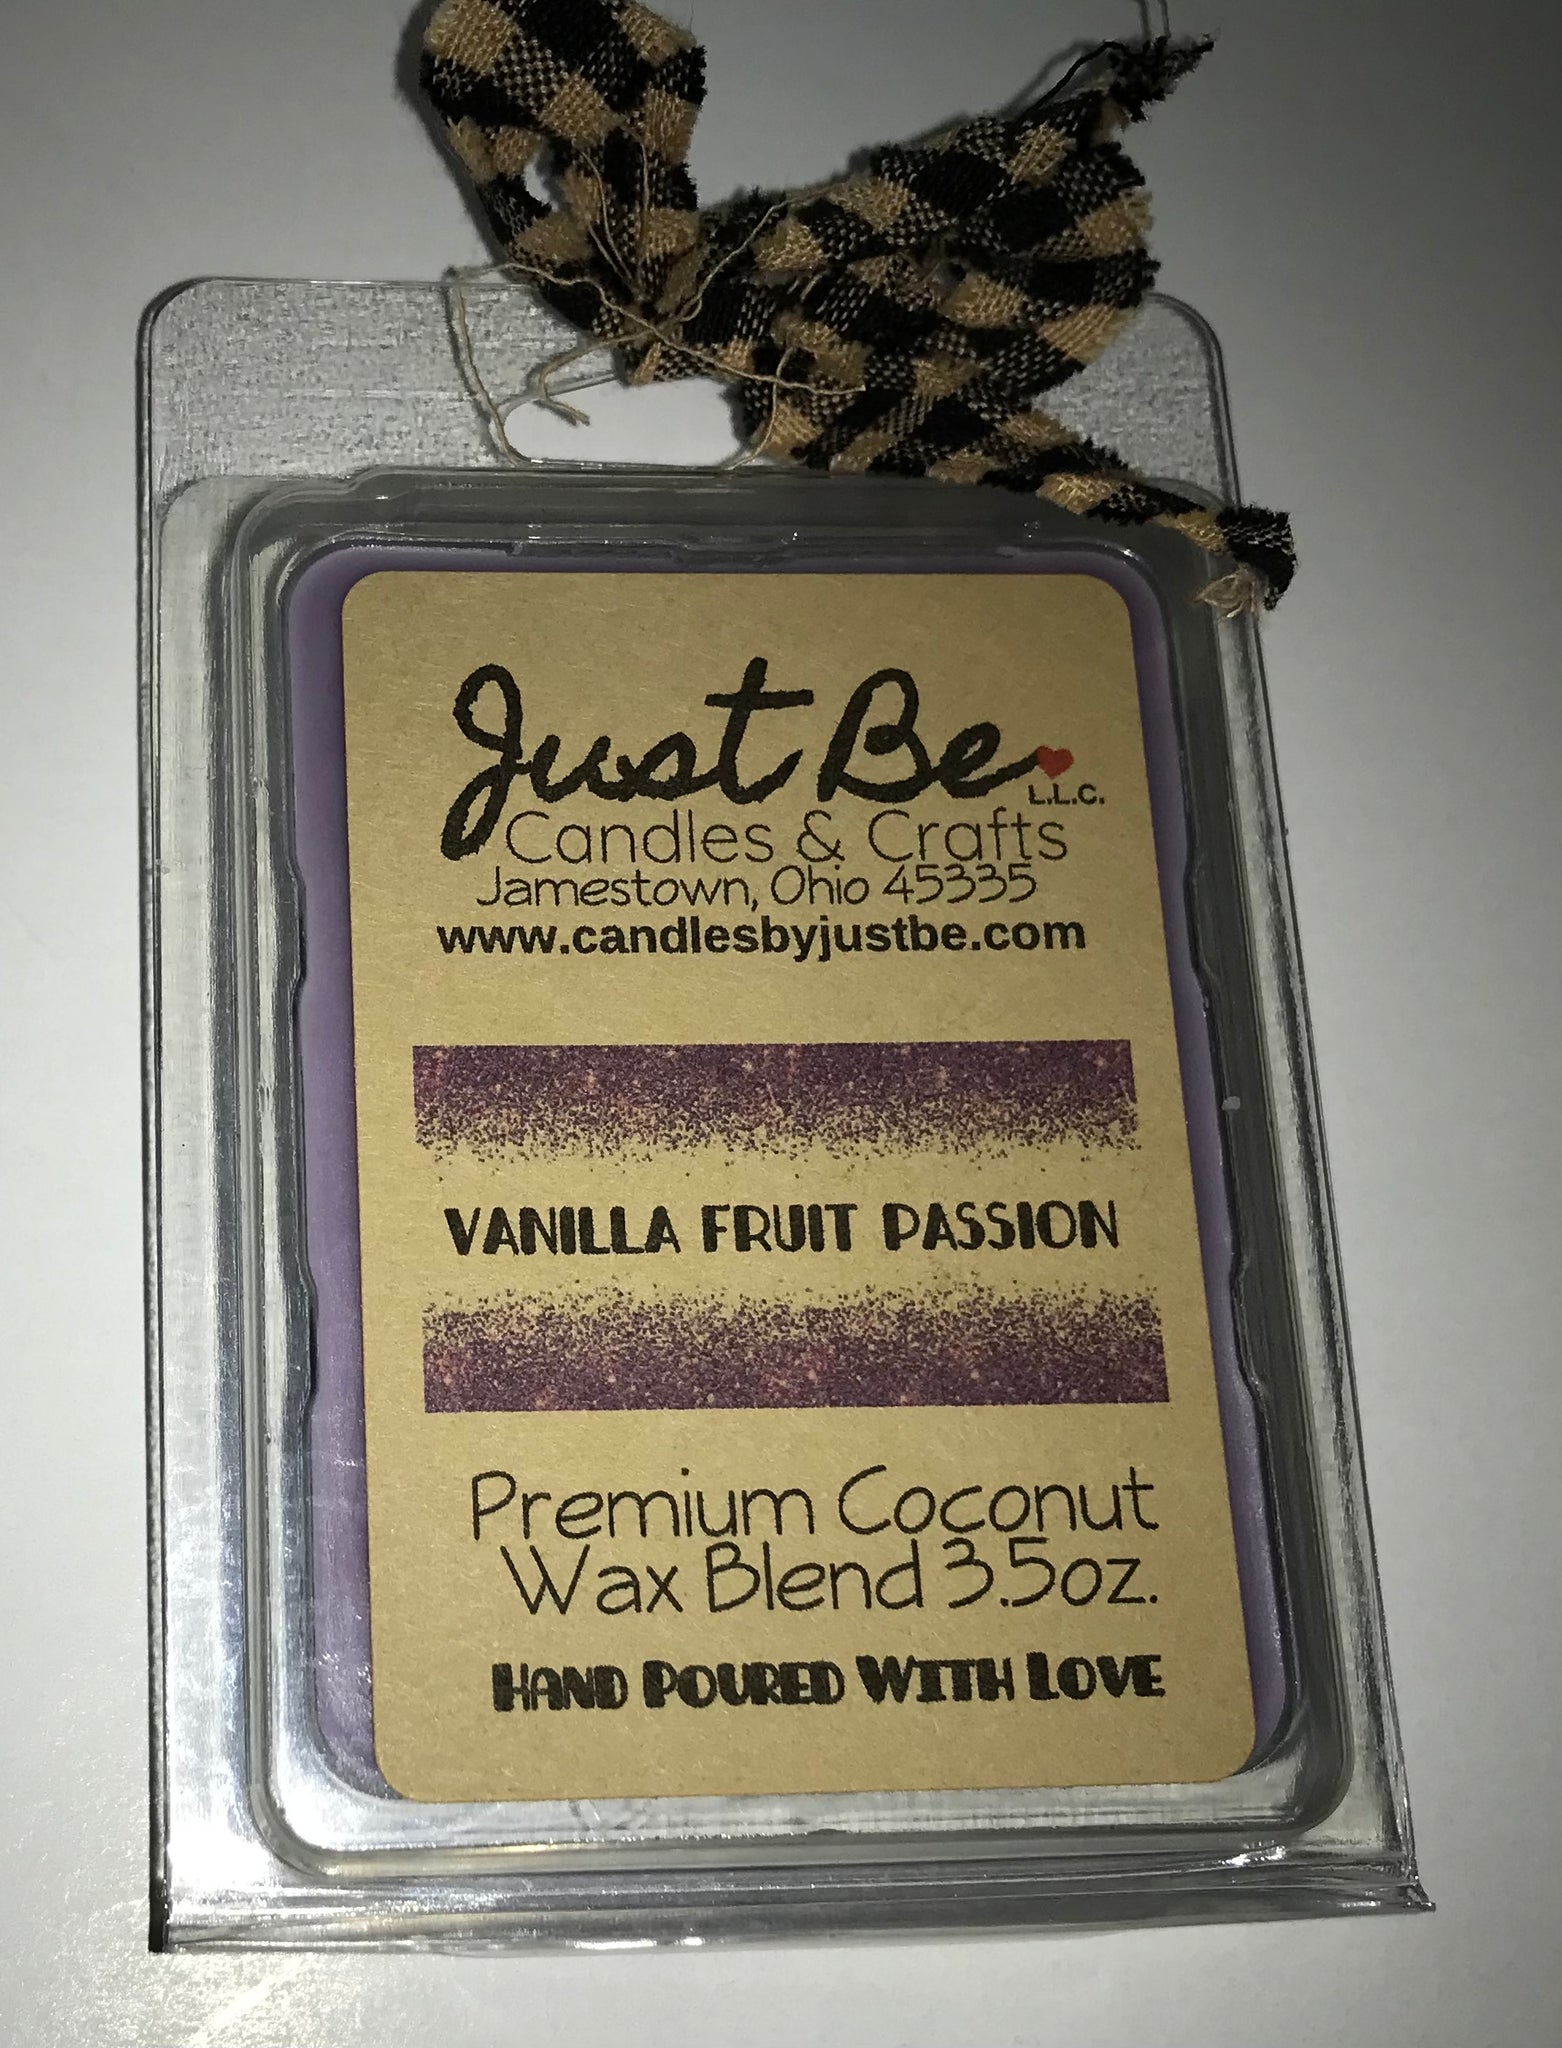 Just Be
L.L.C.
Candles & Crafts
Jamestown, Ohio 45335
www.candlesbyjustbe.com
VANILLA FRUIT PASSION
Premium Coconut
Wax Blend 3.5oz.
HAND POURED WITH LOVE